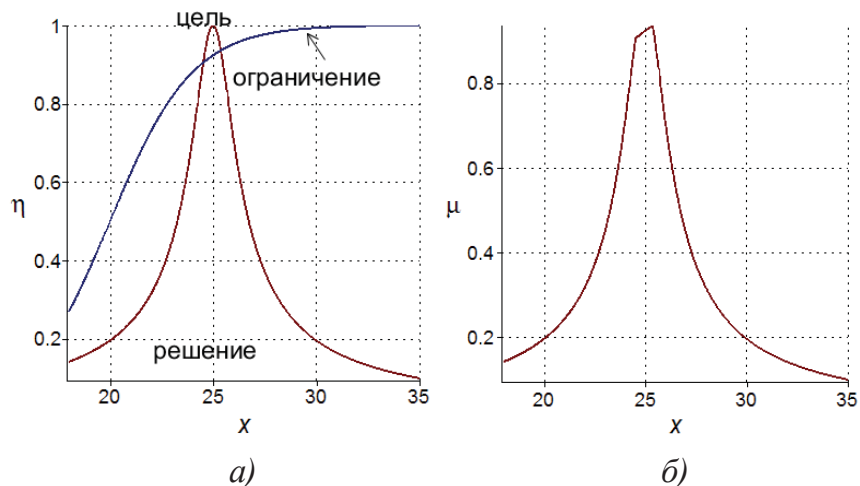 цель
1
ограничение
0.8
0.6
η
0.4
0.2
решение
20
25
30
35
x
а)
0.8
0.6
μ
0.4
0.2
20
25
30
35
x
б)